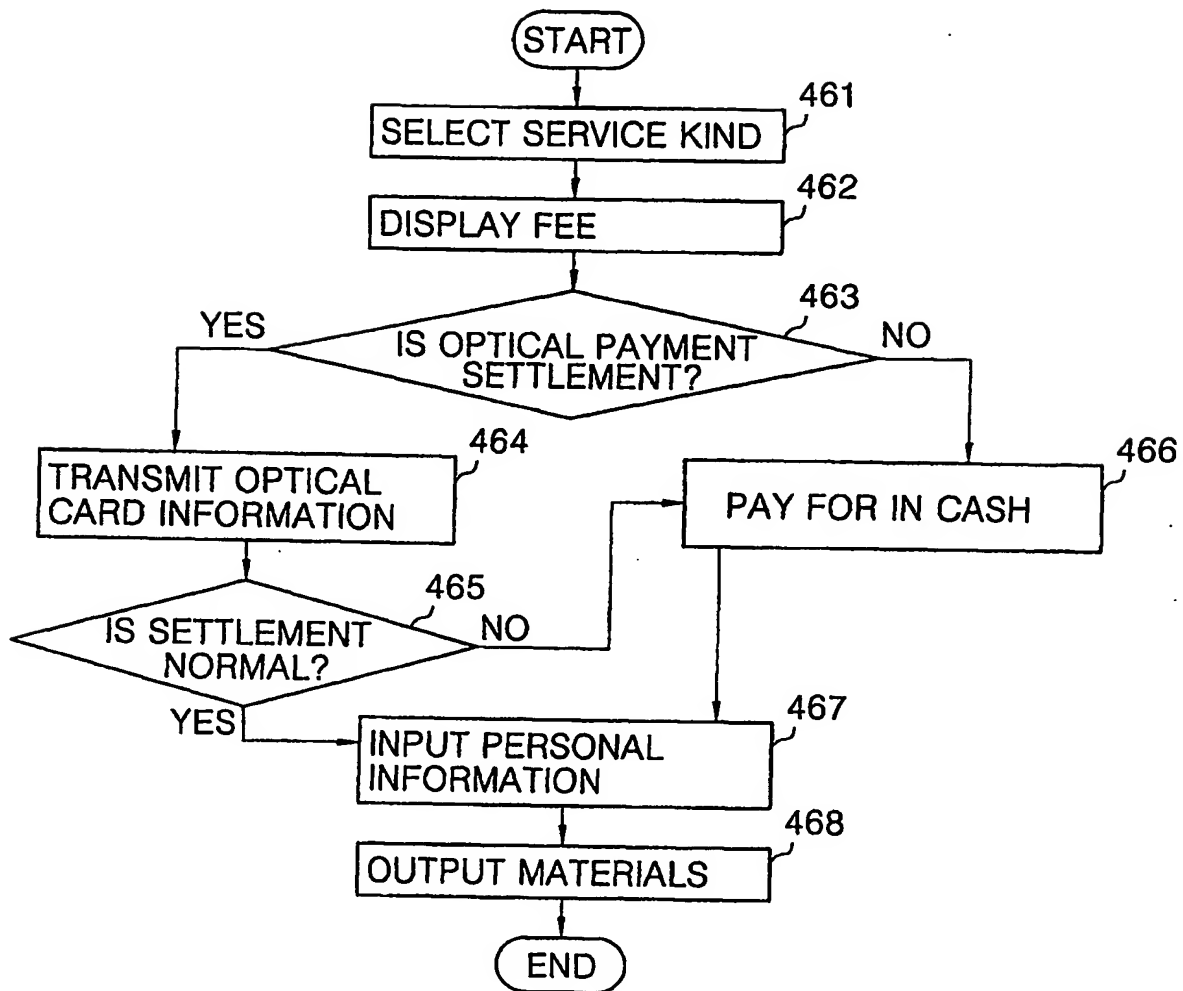 START
461
SELECT SERVICE KIND
462
DISPLAY FEE
463
YES
NO
IS OPTICAL PAYMENT
SETTLEMENT?
464
TRANSMIT OPTICAL
CARD INFORMATION
466
PAY FOR IN CASH
465
IS SETTLEMENT
NORMAL?
NO
YES
467
INPUT PERSONAL
INFORMATION
468
OUTPUT MATERIALS
END